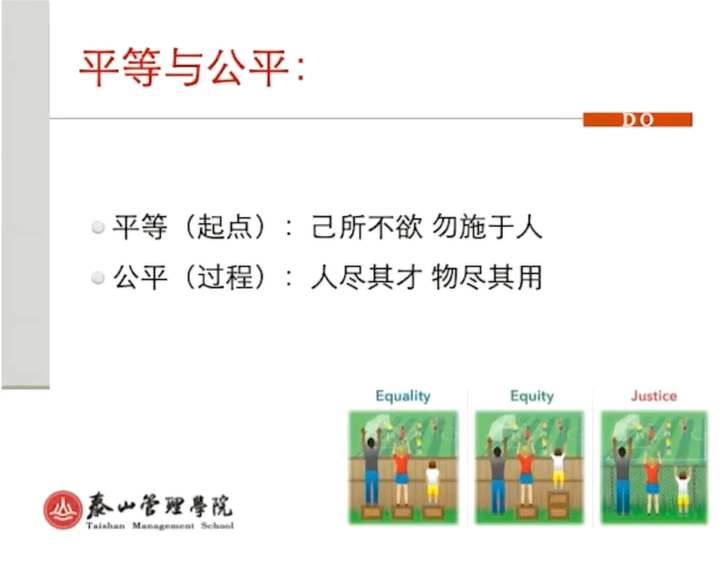 平等与公平：
DO
平等（起点）：己所不欲 勿施于人
公平（过程）：人尽其才 物尽其用
Equality
Equity
Justice
泰山管理學院
Taishan Management School